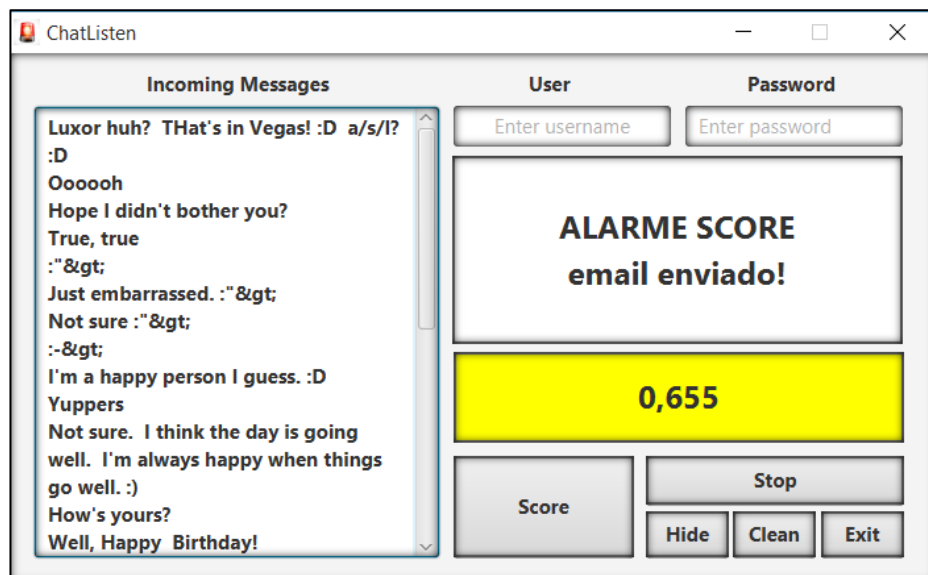 ChatListen
Incoming Messages
Luxor huh?  THat's in Vegas! :D  a/s/l?
:D
Oooooh
Hope I didn't bother you?
True, true
:"&gt;
Just embarrassed. :"&gt;
Not sure :"&gt;
:-&gt;
I'm a happy person I guess. :D
Yuppers
Not sure.  I think the day is going
well.  I'm always happy when things
go well. :)
How's yours?
Well, Happy  Birthday!
User
Password
Enter username
Enter password
ALARME SCORE
email enviado!
0,655
Score
Stop
Hide
Clean
Exit